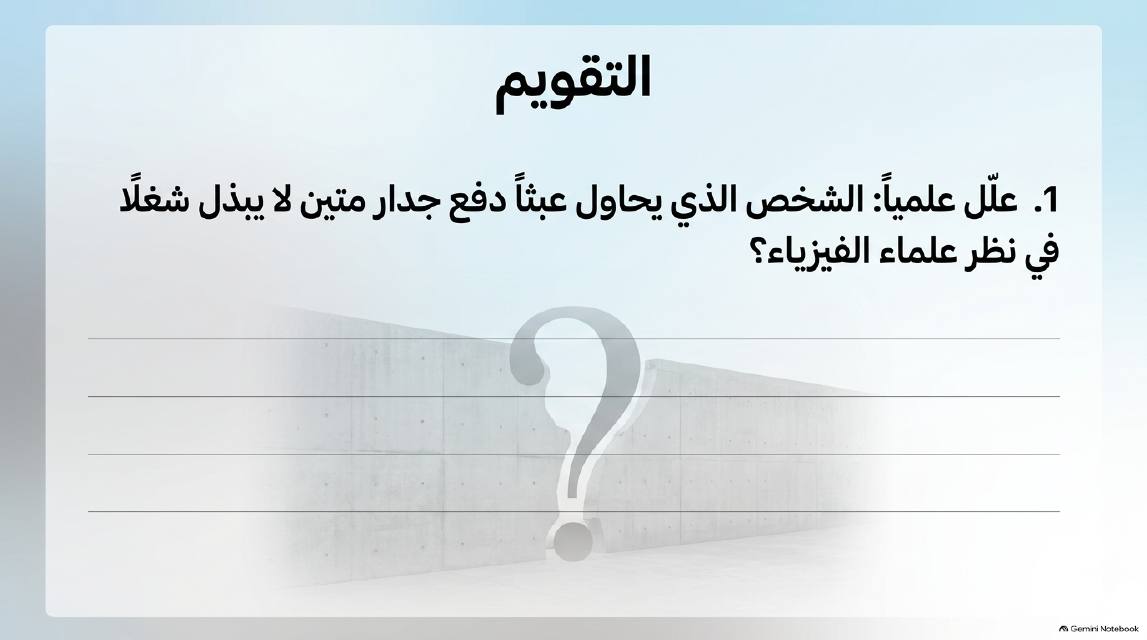 التقويم
1. علّل علمياً: الشخص الذي يحاول عبثاً دفع جدار متين لا يبذل شغلًا
في نظر علماء الفيزياء؟
Gemini Notebook